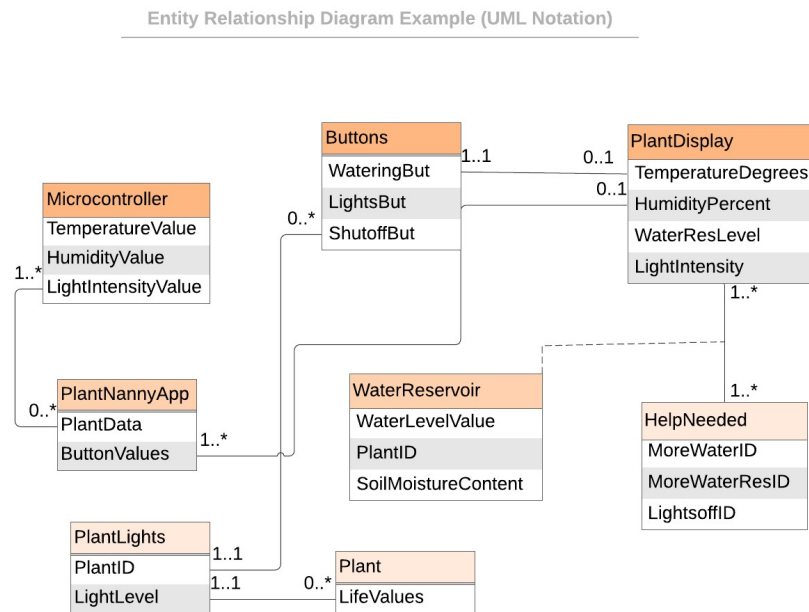 Entity Relationship Diagram Example (UML Notation)
Buttons
WateringBut
LightsBut
ShutoffBut
1..1
0..1
0..1
0..*
PlantDisplay
TemperatureDegrees
HumidityPercent
WaterResLevel
LightIntensity
1..*
1..*
Microcontroller
TemperatureValue
HumidityValue
LightIntensityValue
1..*
PlantNannyApp
PlantData
ButtonValues
0..*
1..*
WaterReservoir
WaterLevelValue
PlantID
SoilMoistureContent
HelpNeeded
MoreWaterID
MoreWaterResID
LightsoffID
PlantLights
PlantID
LightLevel
1..1
1..1
0..*
Plant
LifeValues